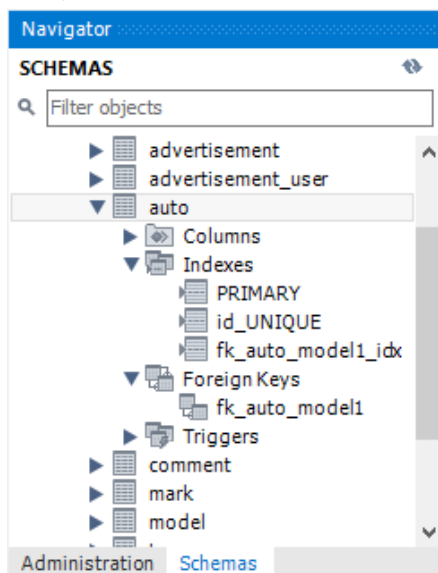 Navigator
SCHEMAS
Filter objects
advertisement
advertisement_user
auto
Columns
Indexes
PRIMARY
id_UNIQUE
fk_auto_model1_idx
Foreign Keys
fk_auto_model1
Triggers
comment
mark
model
Administration Schemas